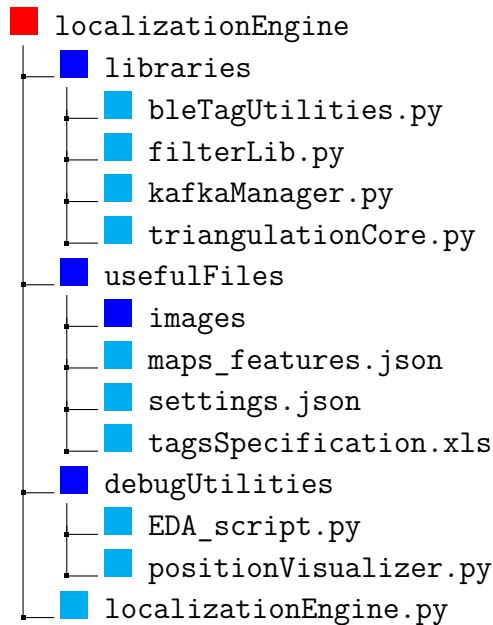 localizationEngine
libraries
bleTagUtilities.py
filterLib.py
kafkaManager.py
triangulationCore.py
usefulFiles
images
maps_features.json
settings.json
tagsSpecification.xls
debugUtilities
EDA_script.py
positionVisualizer.py
localizationEngine.py